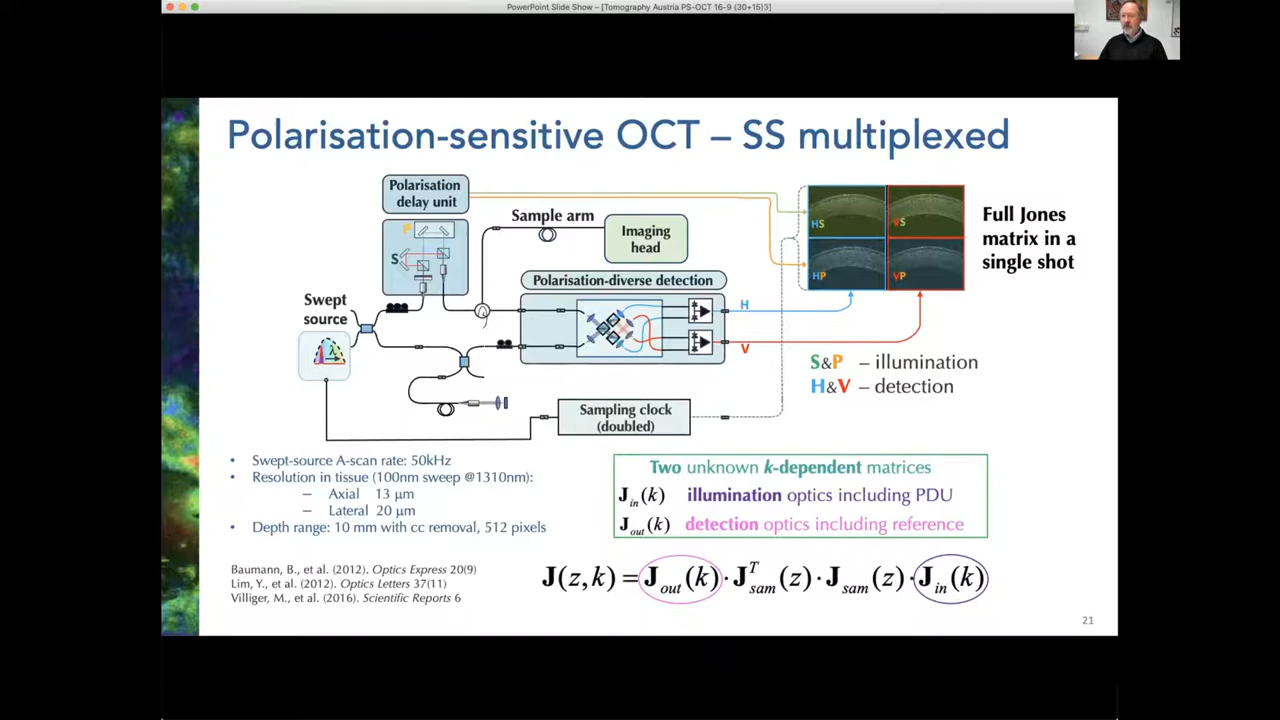 PowerPoint Slide Show – [Tomography Austria PS-OCT 16-9 (30+15)3]
Polarisation-sensitive OCT – SS multiplexed
Polarisation
delay unit
P
S
Sample arm
Imaging
head
Polarisation-diverse detection
Swept
source
λ
H
V
Sampling clock
(doubled)
HS
VS
HP
VP
Full Jones
matrix in a
single shot
S&P – illumination
H&V – detection
• Swept-source A-scan rate: 50kHz
• Resolution in tissue (100nm sweep @1310nm):
– Axial 13 µm
– Lateral 20 µm
• Depth range: 10 mm with cc removal, 512 pixels
Two unknown k-dependent matrices
J_in(k) illumination optics including PDU
J_out(k) detection optics including reference
J(z,k) = J_out(k) · J^T_sam(z) · J_sam(z) · J_in(k)
Baumann, B., et al. (2012). Optics Express 20(9)
Lim, Y., et al. (2012). Optics Letters 37(11)
Villiger, M., et al. (2016). Scientific Reports 6
21